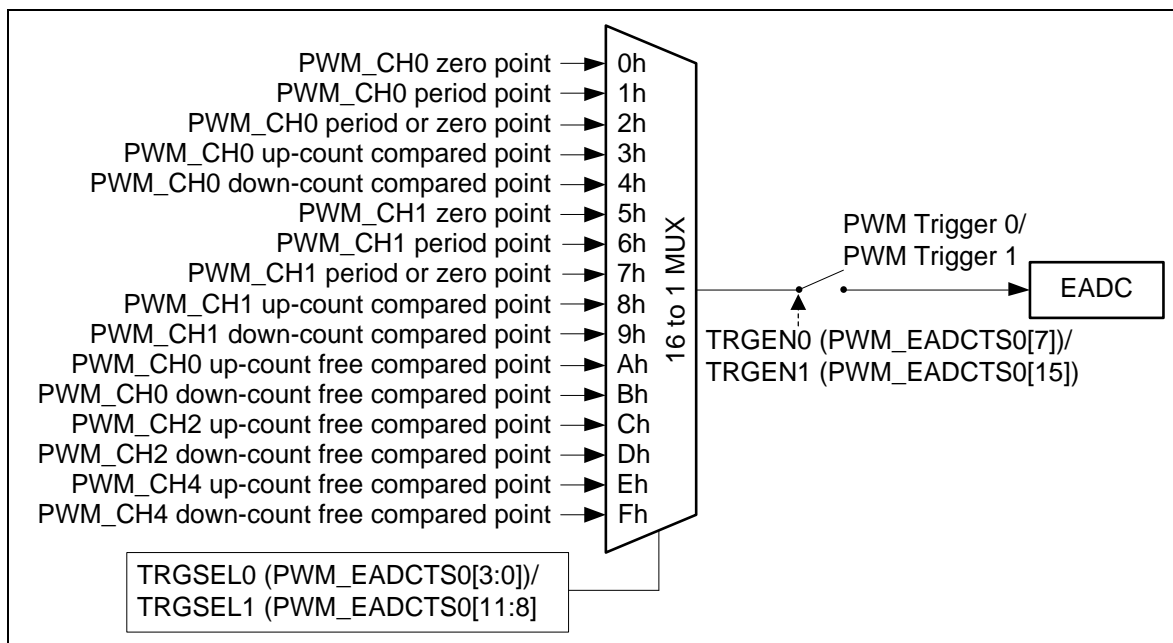 PWM_CH0 zero point 0h
PWM_CH0 period point 1h
PWM_CH0 period or zero point 2h
PWM_CH0 up-count compared point 3h
PWM_CH0 down-count compared point 4h
PWM_CH1 zero point 5h
PWM_CH1 period point 6h
PWM_CH1 period or zero point 7h
PWM_CH1 up-count compared point 8h
PWM_CH1 down-count compared point 9h
PWM_CH0 up-count free compared point Ah
PWM_CH0 down-count free compared point Bh
PWM_CH2 up-count free compared point Ch
PWM_CH2 down-count free compared point Dh
PWM_CH4 up-count free compared point Eh
PWM_CH4 down-count free compared point Fh
16 to 1 MUX
PWM Trigger 0/
PWM Trigger 1
EADC
TRGEN0 (PWM_EADCTS0[7])/
TRGEN1 (PWM_EADCTS0[15])
TRGSEL0 (PWM_EADCTS0[3:0])/
TRGSEL1 (PWM_EADCTS0[11:8]